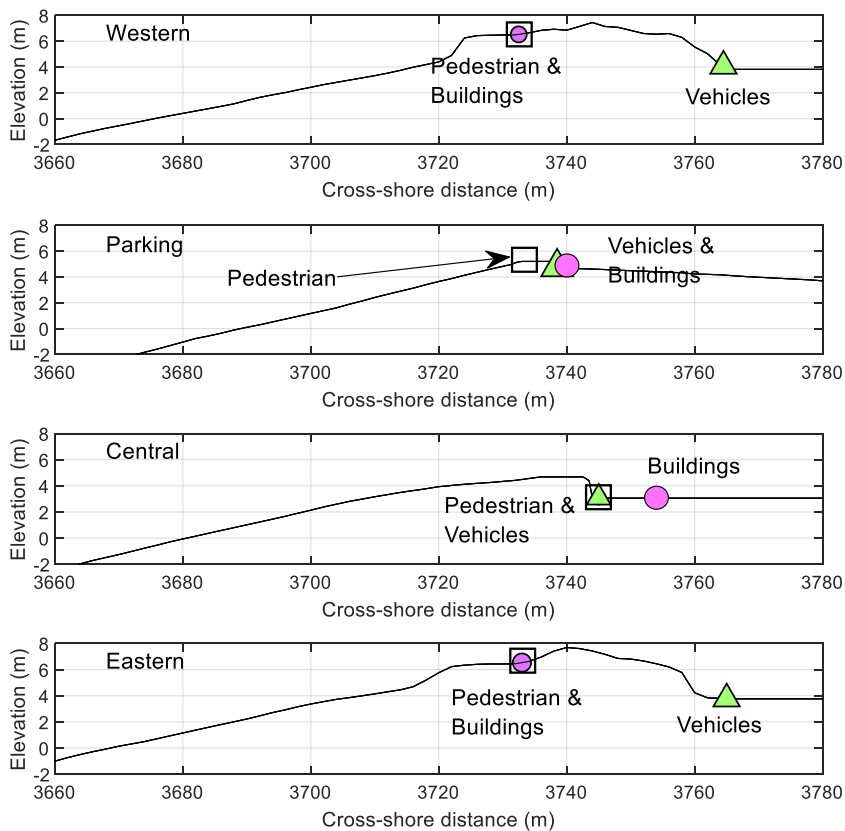 8
6
4
2
0
-2
Elevation (m)
Western
Pedestrian &
Buildings
Vehicles
3660 3680 3700 3720 3740 3760 3780
Cross-shore distance (m)
8
6
4
2
0
-2
Elevation (m)
Parking
Pedestrian
Vehicles &
Buildings
3660 3680 3700 3720 3740 3760 3780
Cross-shore distance (m)
8
6
4
2
0
-2
Elevation (m)
Central
Buildings
Pedestrian &
Vehicles
3660 3680 3700 3720 3740 3760 3780
Cross-shore distance (m)
8
6
4
2
0
-2
Elevation (m)
Eastern
Pedestrian &
Buildings
Vehicles
3660 3680 3700 3720 3740 3760 3780
Cross-shore distance (m)